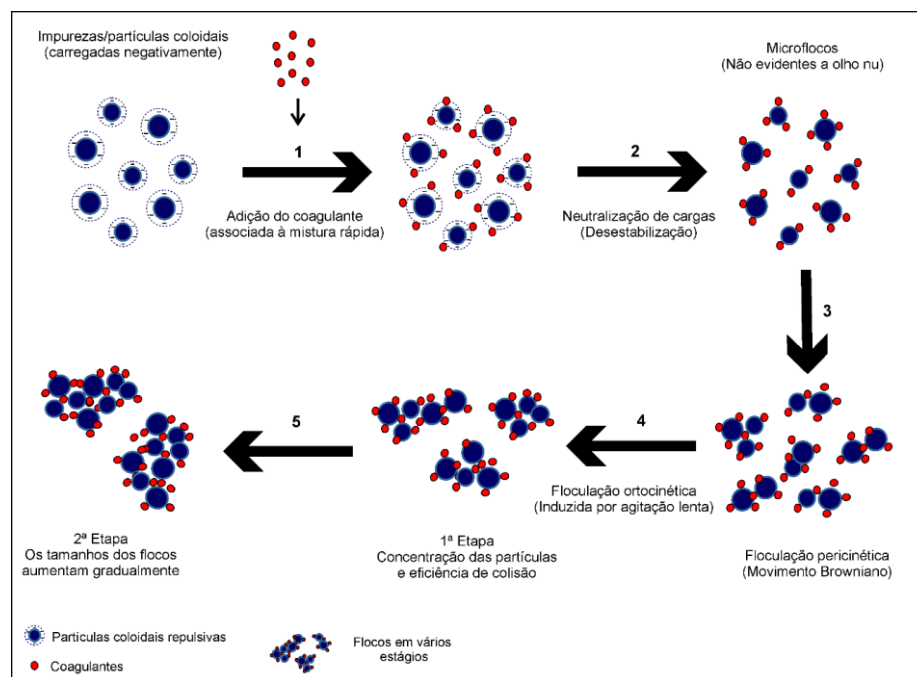 Impurezas/partículas coloidais
(carregadas negativamente)
1
Adição do coagulante
(associada à mistura rápida)
2
Neutralização de cargas
(Desestabilização)
Microflocos
(Não evidentes a olho nu)
3
Floculação pericinética
(Movimento Browniano)
4
Floculação ortocinética
(Induzida por agitação lenta)
1ª Etapa
Concentração das partículas
e eficiência de colisão
5
2ª Etapa
Os tamanhos dos flocos
aumentam gradualmente
Partículas coloidais repulsivas
Coagulantes
Flocos em vários
estágios